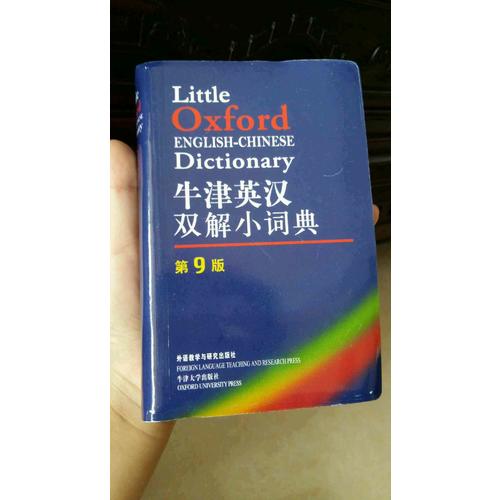 Little
Oxford
ENGLISH-CHINESE
Dictionary
牛津英汉
双解小词典
第9版
外语教学与研究出版社
FOREIGN LANGUAGE TEACHING AND RESEARCH PRESS
牛津大学出版社
OXFORD UNIVERSITY PRESS